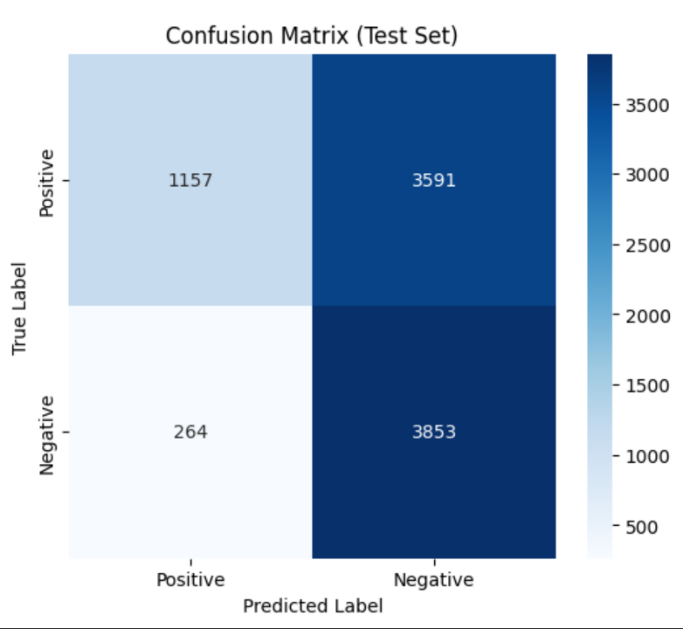 Confusion Matrix (Test Set)
True Label
Positive
Negative
1157
3591
264
3853
Positive
Negative
Predicted Label
3500
3000
2500
2000
1500
1000
500